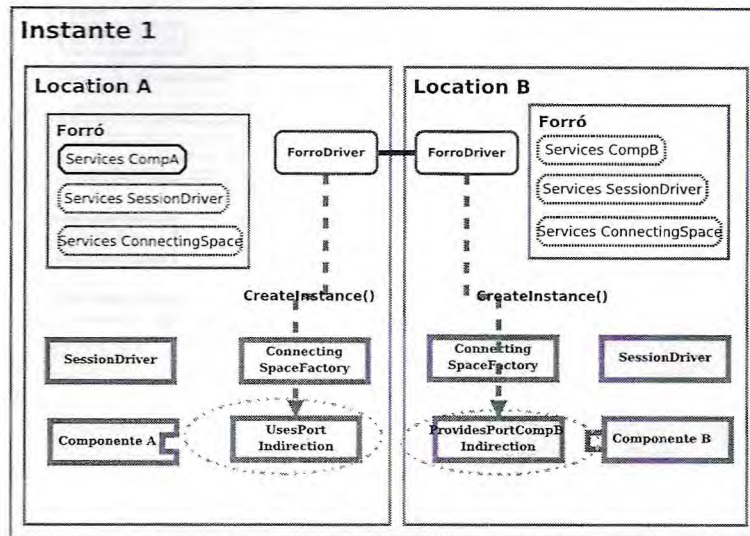 Instante 1
Location A
Forró
Services CompA
Services SessionDriver
Services ConnectingSpace
ForroDriver
CreateInstance()
SessionDriver
Connecting
SpaceFactory
Componente A
UsesPort
Indirection
Location B
ForroDriver
Forró
Services CompB
Services SessionDriver
Services ConnectingSpace
CreateInstance()
Connecting
SpaceFactory
SessionDriver
ProvidesPortCompB
Indirection
Componente B